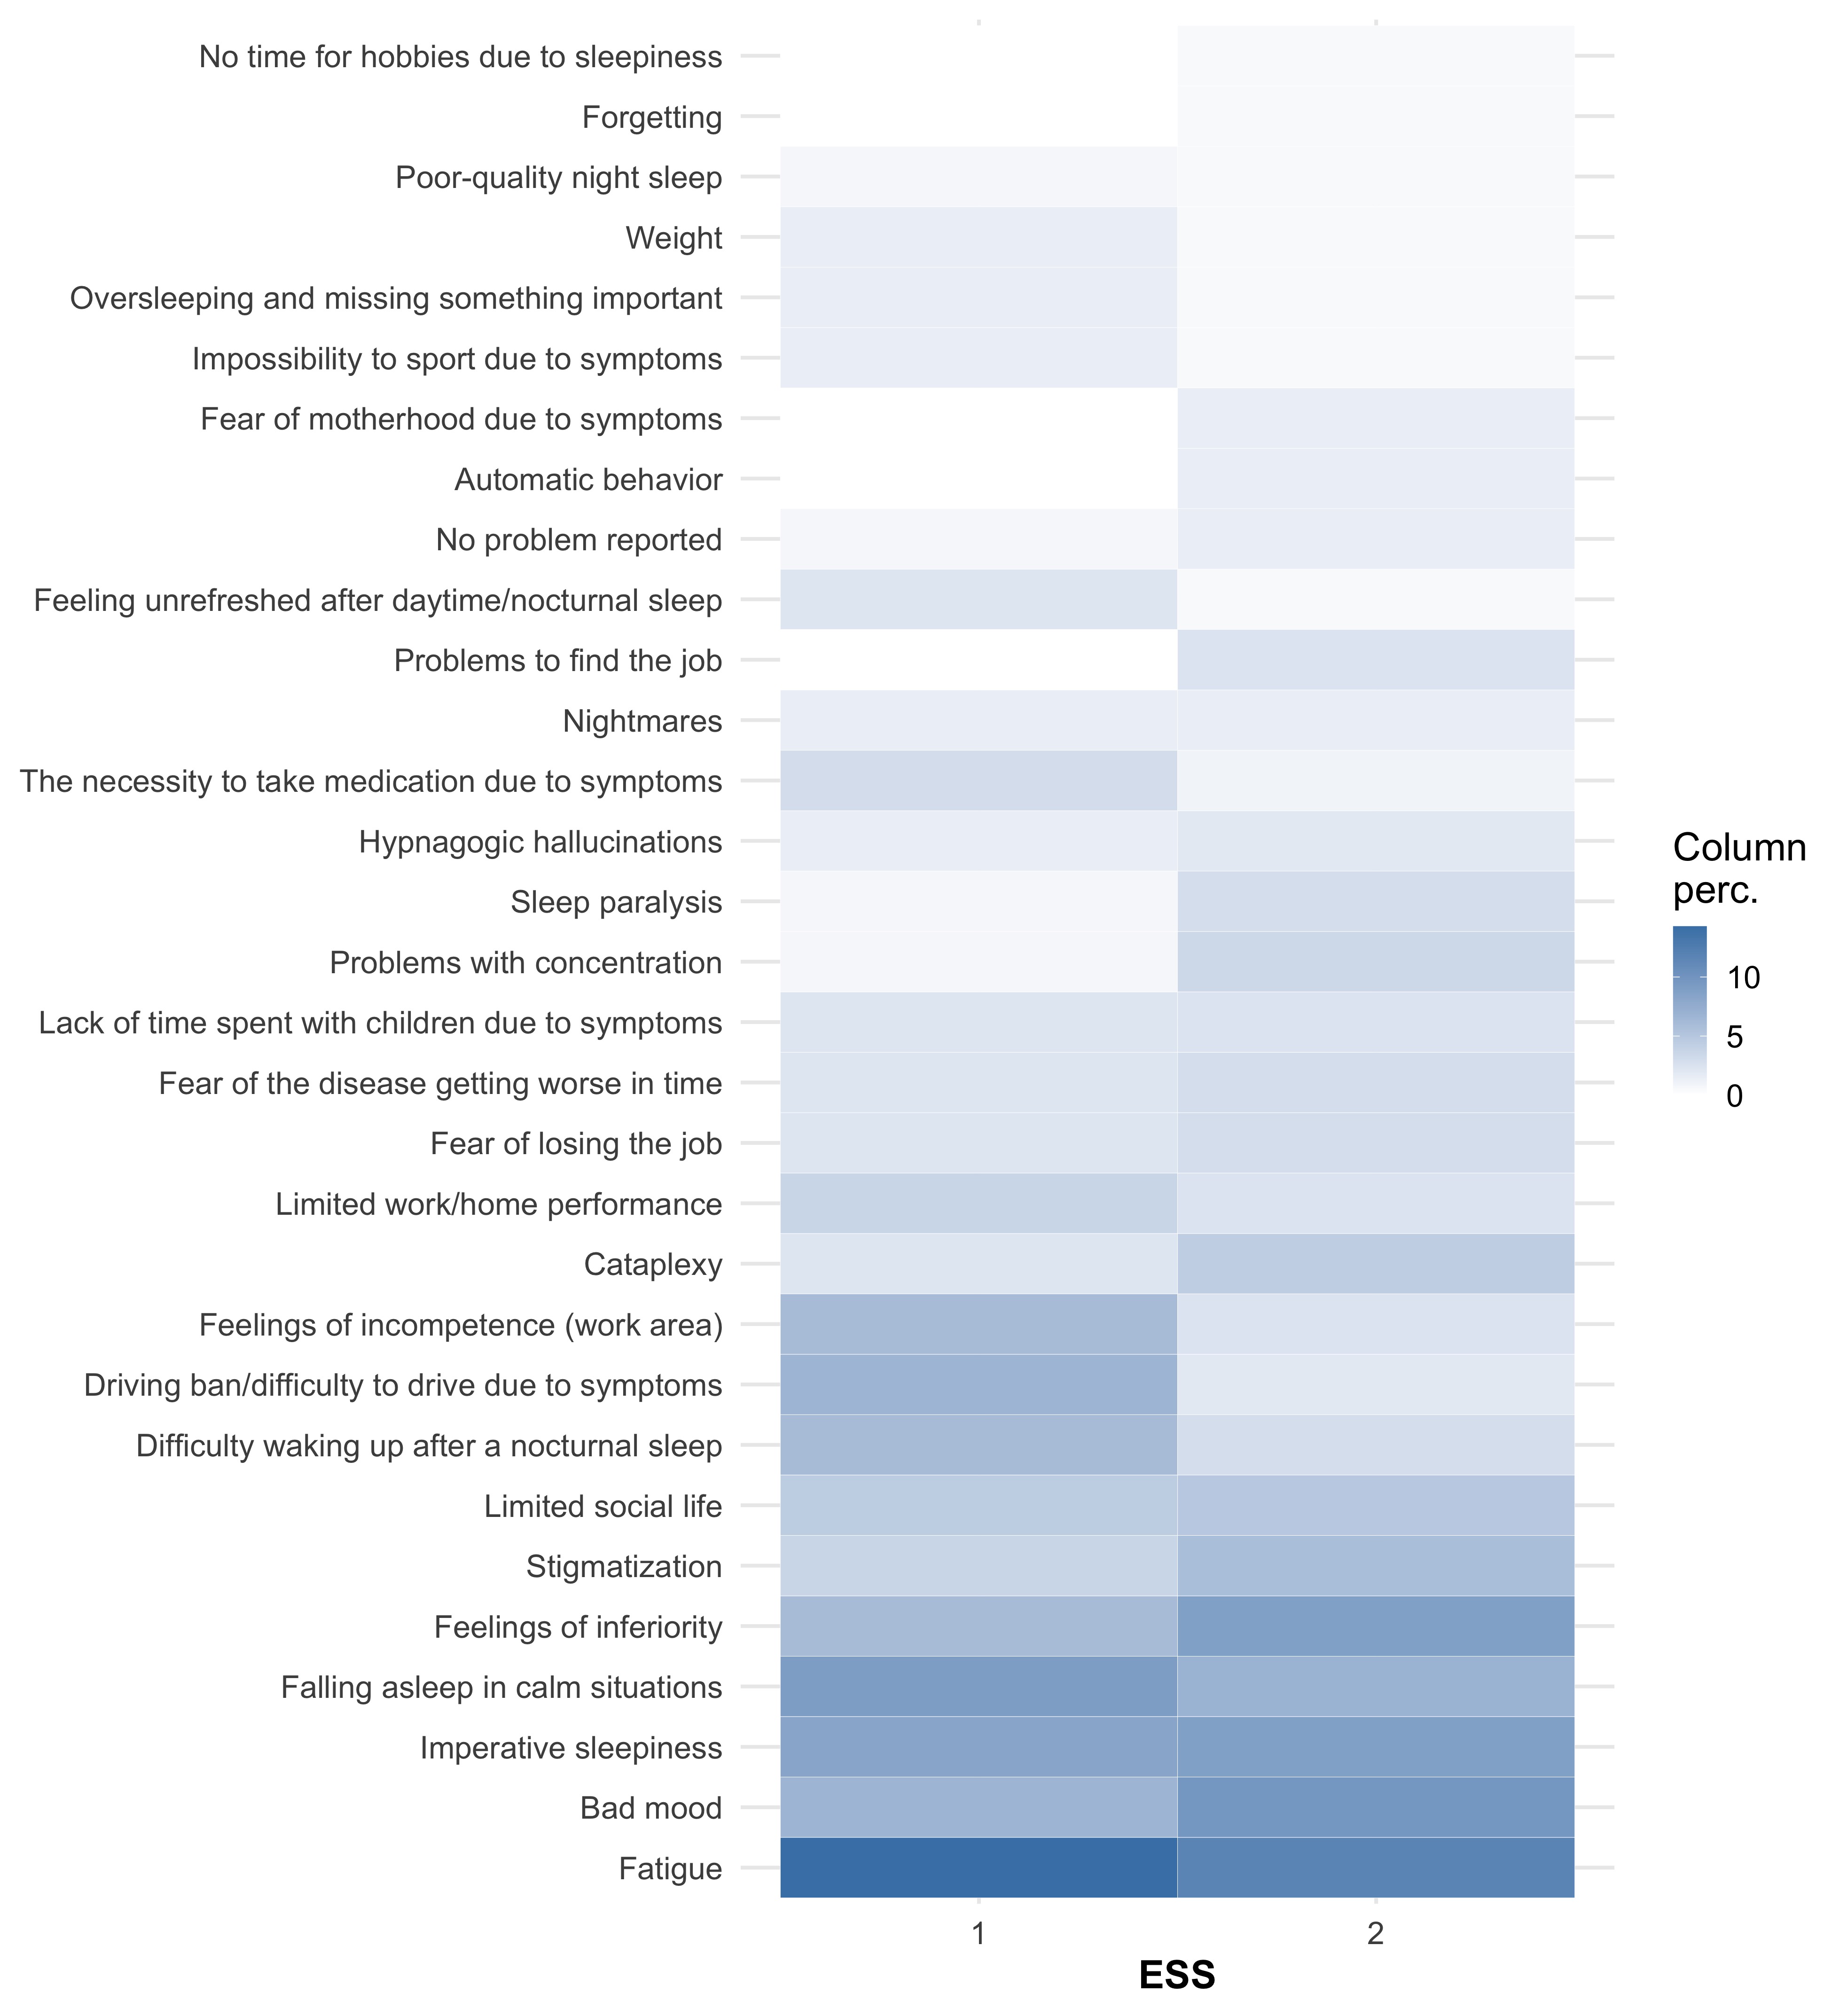 No time for hobbies due to sleepiness
Forgetting
Poor-quality night sleep
Weight
Oversleeping and missing something important
Impossibility to sport due to symptoms
Fear of motherhood due to symptoms
Automatic behavior
No problem reported
Feeling unrefreshed after daytime/nocturnal sleep
Problems to find the job
Nightmares
The necessity to take medication due to symptoms
Hypnagogic hallucinations
Sleep paralysis
Problems with concentration
Lack of time spent with children due to symptoms
Fear of the disease getting worse in time
Fear of losing the job
Limited work/home performance
Cataplexy
Feelings of incompetence (work area)
Driving ban/difficulty to drive due to symptoms
Difficulty waking up after a nocturnal sleep
Limited social life
Stigmatization
Feelings of inferiority
Falling asleep in calm situations
Imperative sleepiness
Bad mood
Fatigue
1 2
ESS
Column
perc.
10
5
0